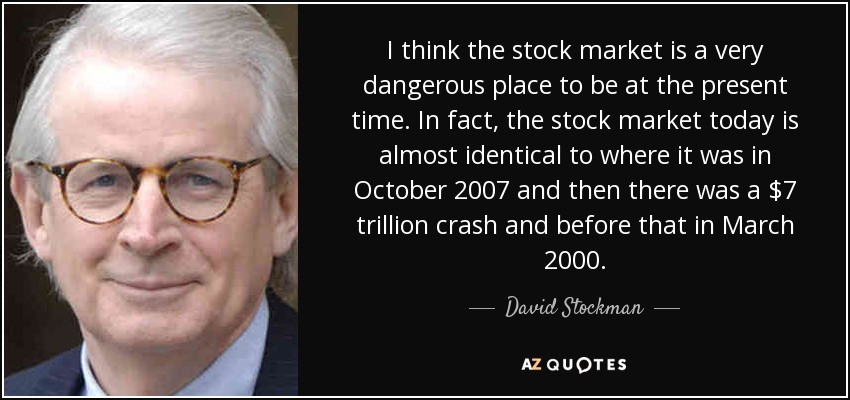 I think the stock market is a very
dangerous place to be at the present
time. In fact, the stock market today is
almost identical to where it was in
October 2007 and then there was a $7
trillion crash and before that in March
2000.
David Stockman
AZ QUOTES